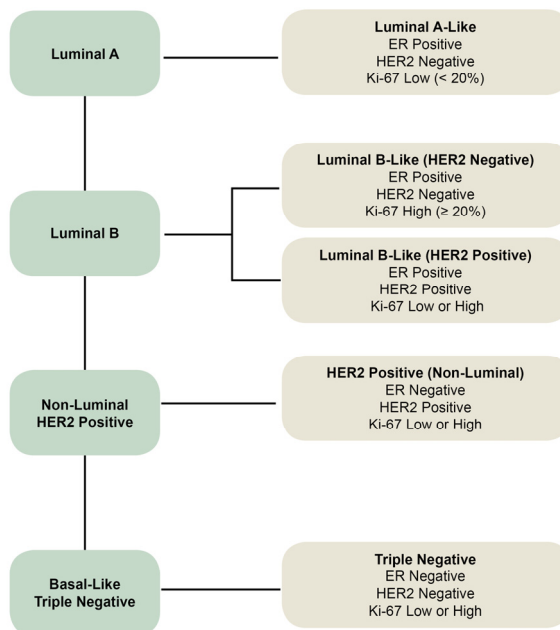 Luminal A
Luminal A-Like
ER Positive
HER2 Negative
Ki-67 Low (< 20%)
Luminal B
Luminal B-Like (HER2 Negative)
ER Positive
HER2 Negative
Ki-67 High (≥ 20%)
Luminal B-Like (HER2 Positive)
ER Positive
HER2 Positive
Ki-67 Low or High
Non-Luminal
HER2 Positive
HER2 Positive (Non-Luminal)
ER Negative
HER2 Positive
Ki-67 Low or High
Basal-Like
Triple Negative
Triple Negative
ER Negative
HER2 Negative
Ki-67 Low or High